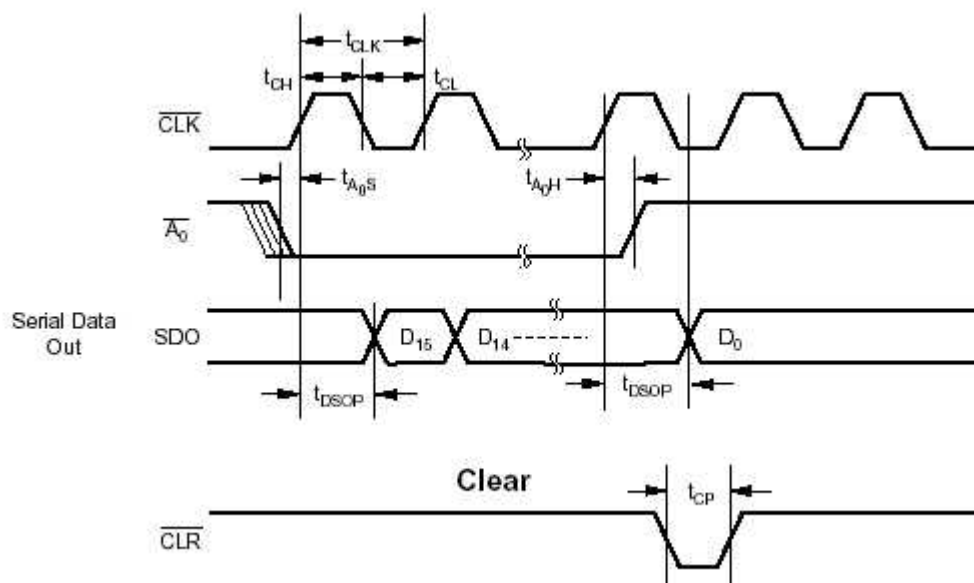 tCLK
tCH
tCL
CLK
tA0S
tA0H
A0
Serial Data
Out
SDO
D15
D14
D0
tDSOP
tDSOP
Clear
tCP
CLR